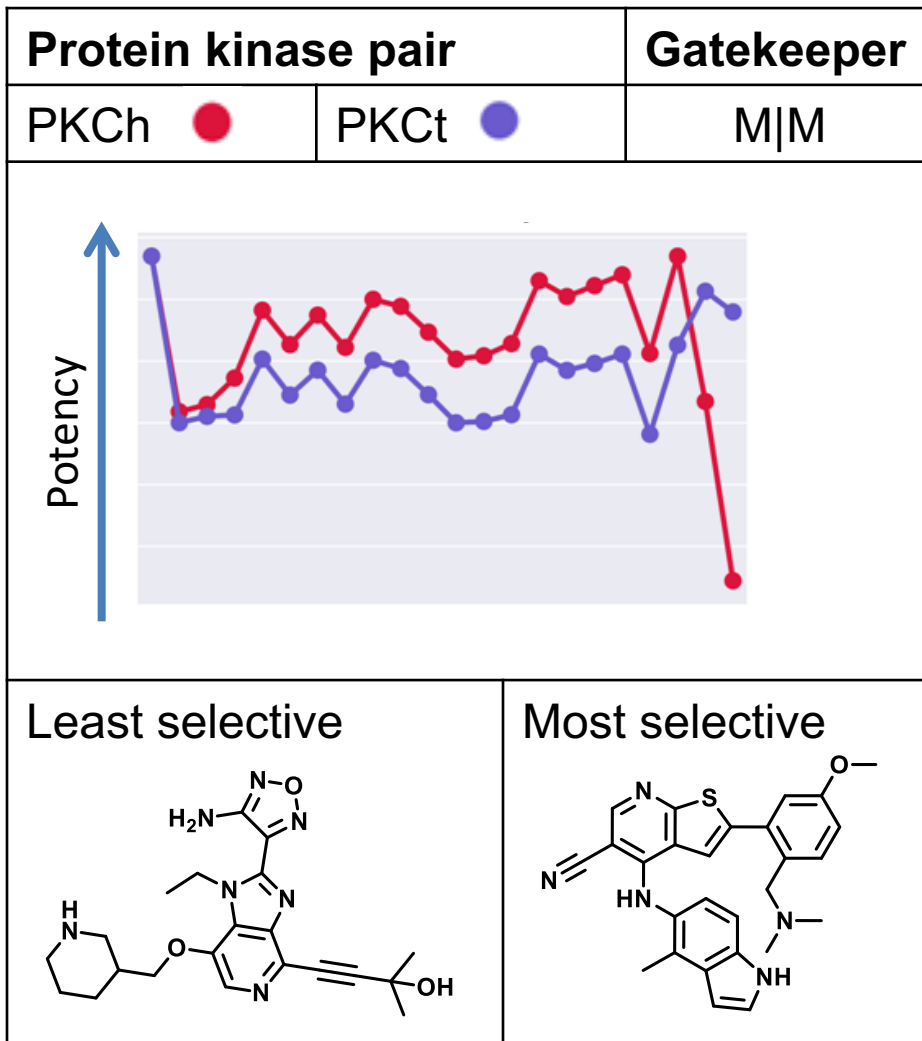 Protein kinase pair Gatekeeper
PKCh PKCt M|M
Potency
Least selective Most selective
N O
N
H₂N
N
N
H
N
O
N
OH
O
N S
N
HN
N
NH